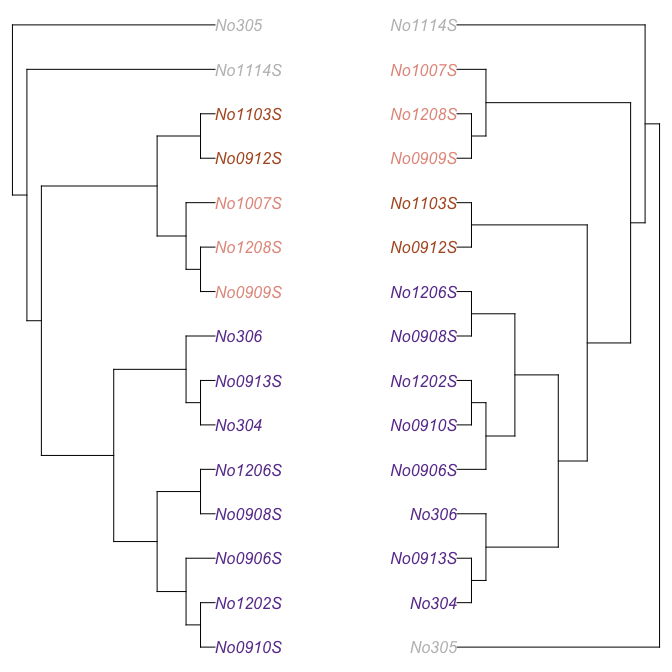 No305 No1114S
No1114S No1007S
No1103S No1208S
No0912S No0909S
No1007S No1103S
No1208S No0912S
No0909S No1206S
No306 No0908S
No0913S No1202S
No304 No0910S
No1206S No0906S
No0908S No306
No0906S No0913S
No1202S No304
No0910S No305